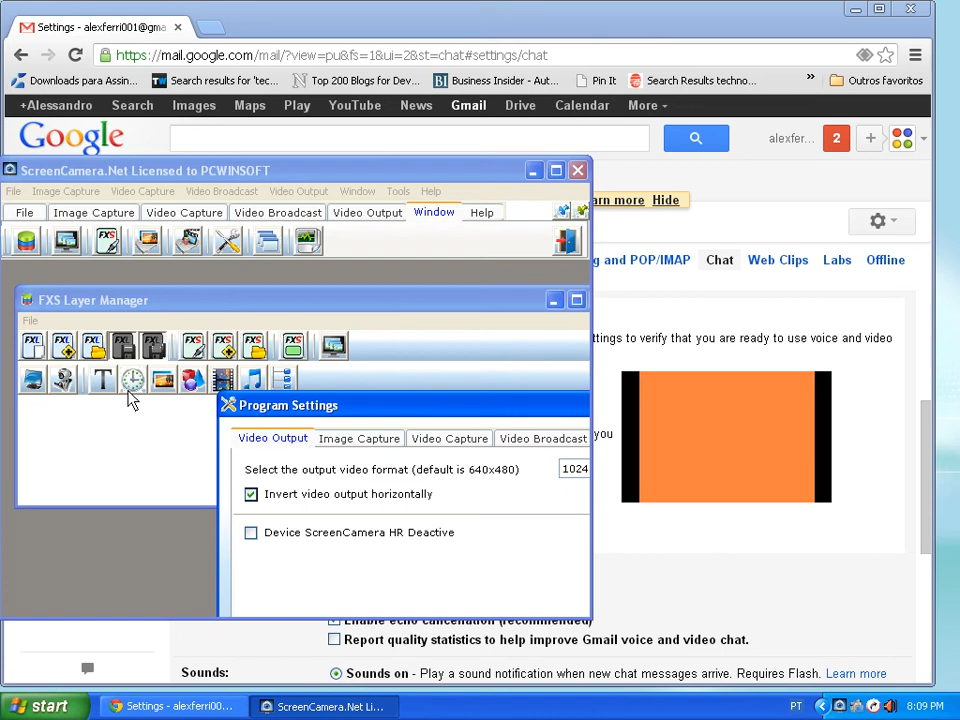 Settings - alexferri001@gma
https://mail.google.com/mail/?view=pu&fs=1&ui=2&st=chat#settings/chat
Downloads para Assin... Search results for 'tec... Top 200 Blogs for Dev... Business Insider - Aut... Pin It Search Results techno... » Outros favoritos
+Alessandro Search Images Maps Play YouTube News Gmail Drive Calendar More
Google alexfer... 2 +
ScreenCamera.Net Licensed to PCWINSOFT
File Image Capture Video Capture Video Broadcast Video Output Window Tools Help
arn more Hide
File Image Capture Video Capture Video Broadcast Video Output Window Help
g and POP/IMAP Chat Web Clips Labs Offline
FXS Layer Manager
File
ttings to verify that you are ready to use voice and video
FXL FXL FXL FXS FXS FXS FXS
T
Program Settings
you
Video Output Image Capture Video Capture Video Broadcast
Select the output video format (default is 640x480) 1024
Invert video output horizontally
Device ScreenCamera HR Deactive
Enable echo cancellation (recommended)
Report quality statistics to help improve Gmail voice and video chat.
Sounds: Sounds on - Play a sound notification when new chat messages arrive. Requires Flash. Learn more
start Settings - alexferri00... ScreenCamera.Net Li... PT 8:09 PM